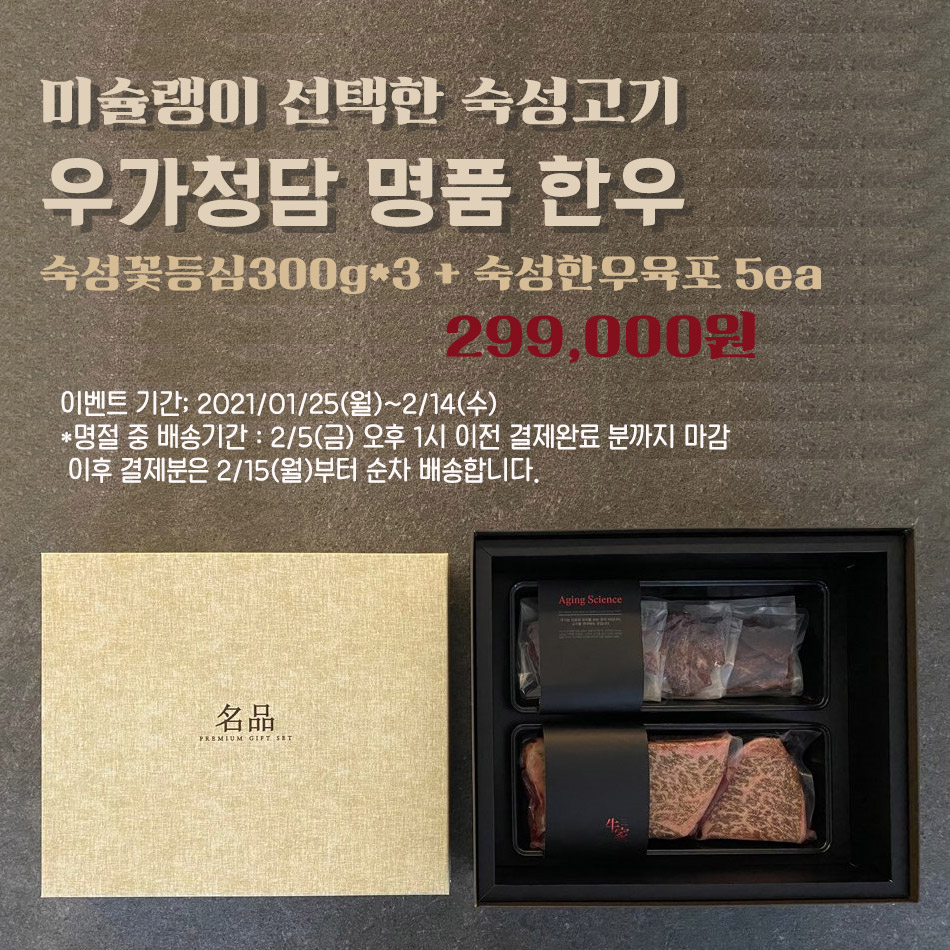 미슐랭이 선택한 숙성고기
우가청담 명품 한우
숙성꽃등심300g*3 + 숙성한우육포 5ea
299,000원
이벤트 기간; 2021/01/25(월)~2/14(수)
*명절 중 배송기간 : 2/5(금) 오후 1시 이전 결제완료 분까지 마감
이후 결제분은 2/15(월)부터 순차 배송합니다.
名品
PREMIUM GIFT SET
Aging Science